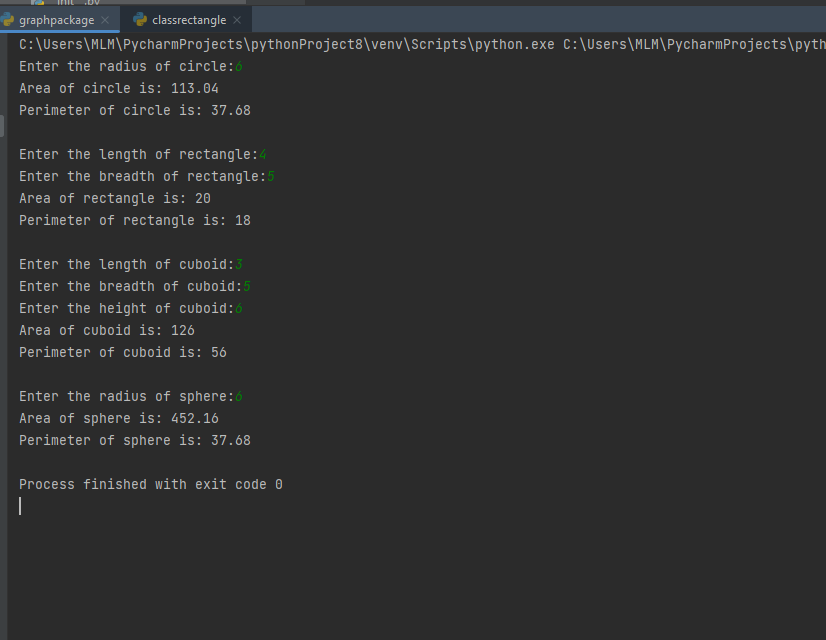 graphpackage × classrectangle ×
C:\Users\MLM\PycharmProjects\pythonProject8\venv\Scripts\python.exe C:\Users\MLM\PycharmProjects\pyth
Enter the radius of circle:6
Area of circle is: 113.04
Perimeter of circle is: 37.68
Enter the length of rectangle:4
Enter the breadth of rectangle:5
Area of rectangle is: 20
Perimeter of rectangle is: 18
Enter the length of cuboid:3
Enter the breadth of cuboid:5
Enter the height of cuboid:6
Area of cuboid is: 126
Perimeter of cuboid is: 56
Enter the radius of sphere:6
Area of sphere is: 452.16
Perimeter of sphere is: 37.68
Process finished with exit code 0